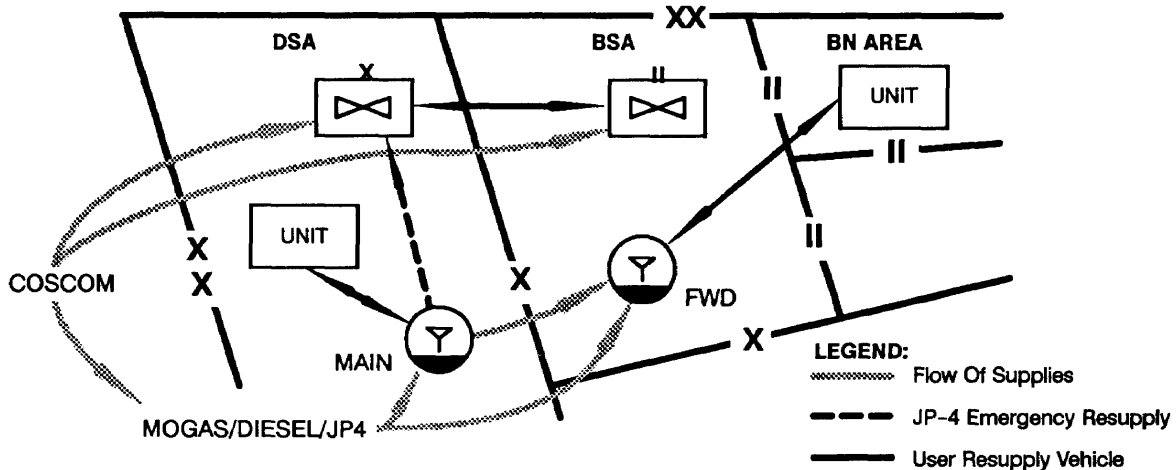 XX
DSA
BSA
BN AREA
X
II
II
UNIT
II
UNIT
X
X
II
COSCOM
X
FWD
MAIN
X
LEGEND:
Flow Of Supplies
MOGAS/DIESEL/JP4
JP-4 Emergency Resupply
User Resupply Vehicle